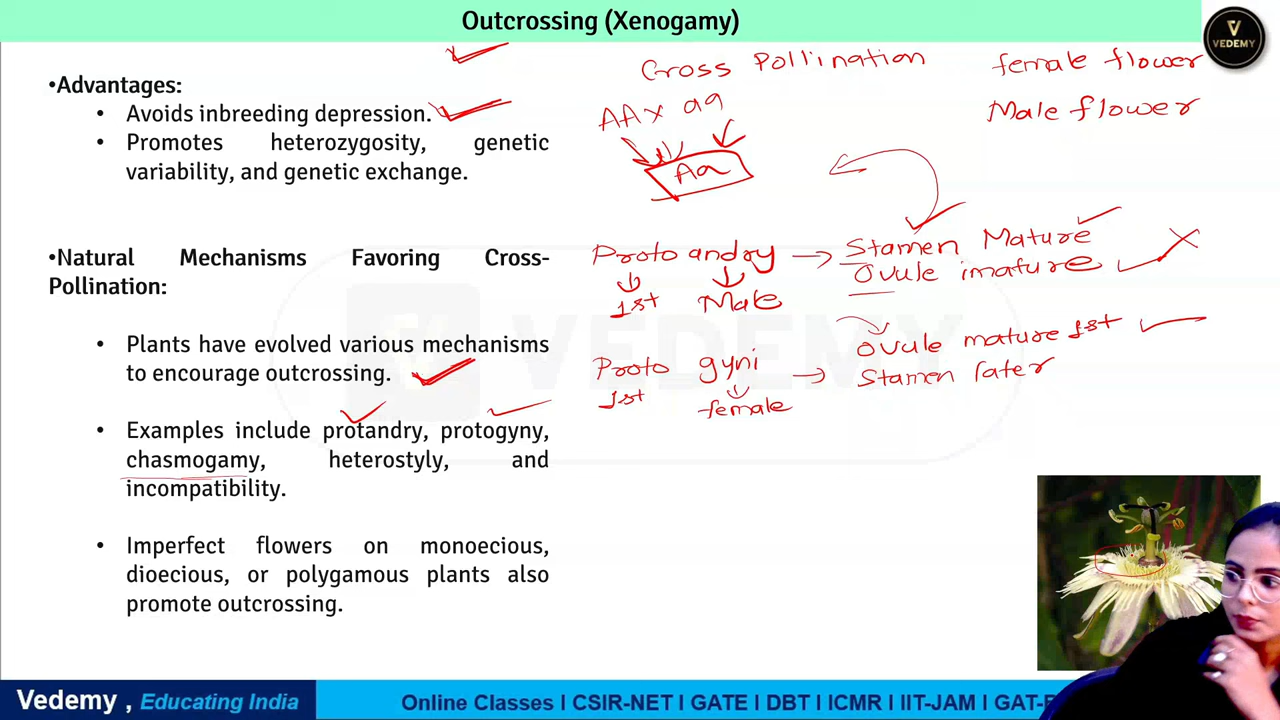 Outcrossing (Xenogamy)
VEDEMY
•Advantages:
• Avoids inbreeding depression.
• Promotes heterozygosity, genetic
variability, and genetic exchange.
•Natural Mechanisms Favoring Cross-
Pollination:
• Plants have evolved various mechanisms
to encourage outcrossing.
• Examples include protandry, protogyny,
chasmogamy, heterostyly, and
incompatibility.
• Imperfect flowers on monoecious,
dioecious, or polygamous plants also
promote outcrossing.
Cross Pollination
female flower
Male flower
AA x aa
Aa
Proto andry → Stamen Mature
Ovule imature
1st Male
Proto gyni → Ovule mature 1st
Stamen later
1st female
VEDEMY
Vedemy , Educating India
Online Classes I CSIR-NET I GATE I DBT I ICMR I IIT-JAM I GAT-